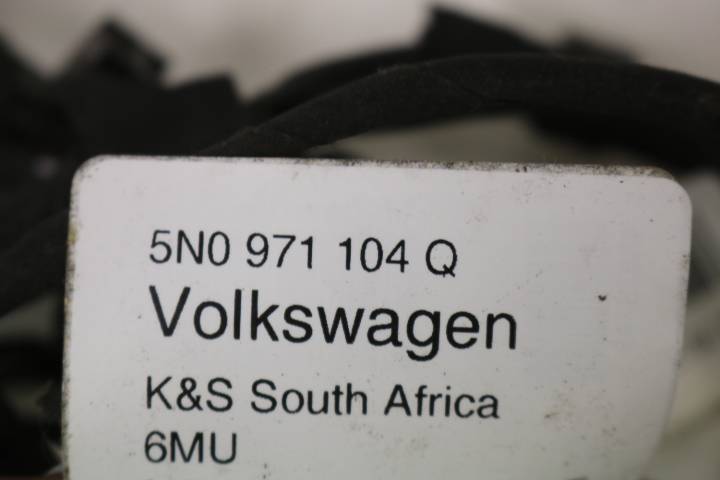 5N0 971 104 Q
Volkswagen
K&S South Africa
6MU